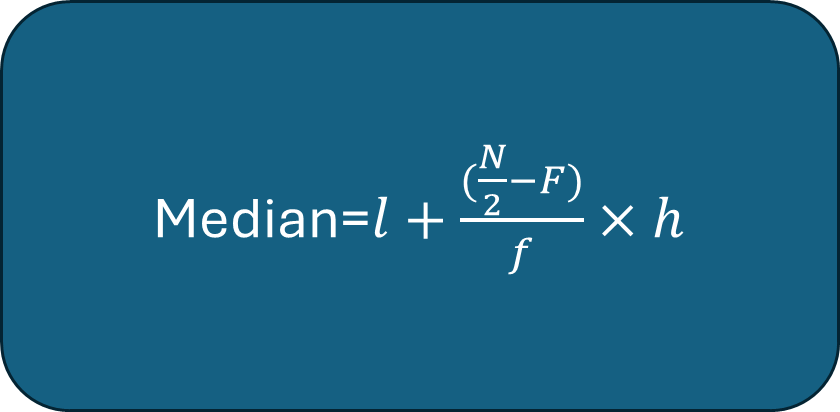 Median=l + (N/2−F)/f × h